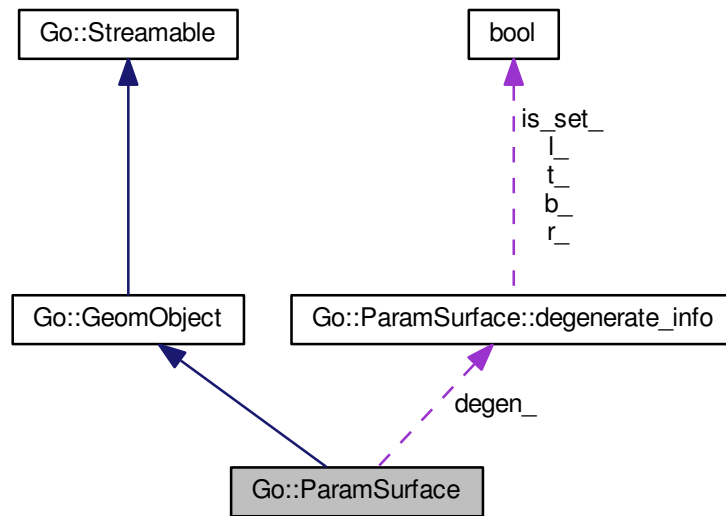 Go::Streamable
bool
is_set_
l_
t_
b_
r_
Go::GeomObject
Go::ParamSurface::degenerate_info
degen_
Go::ParamSurface